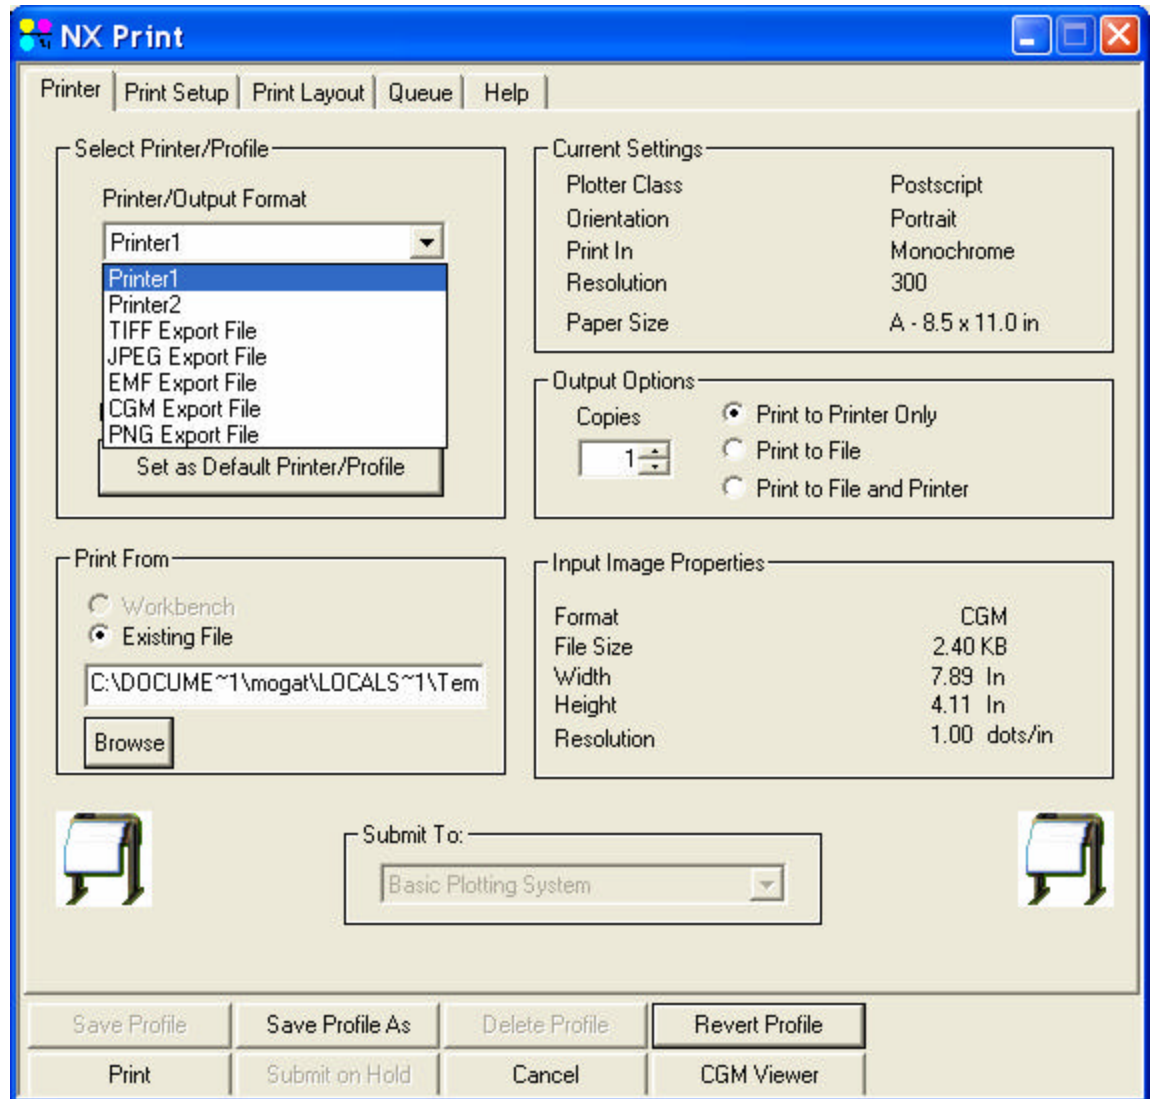 NX Print
Printer Print Setup Print Layout Queue Help
Select Printer/Profile
Printer/Output Format
Printer1
Printer1
Printer2
TIFF Export File
JPEG Export File
EMF Export File
CGM Export File
PNG Export File
Set as Default Printer/Profile
Current Settings
Plotter Class Postscript
Orientation Portrait
Print In Monochrome
Resolution 300
Paper Size A - 8.5 x 11.0 in
Output Options
Copies
1
Print to Printer Only
Print to File
Print to File and Printer
Print From
Workbench
Existing File
C:\DOCUME~1\mogat\LOCALS~1\Tem
Browse
Input Image Properties
Format CGM
File Size 2.40 KB
Width 7.89 In
Height 4.11 In
Resolution 1.00 dots/in
Submit To:
Basic Plotting System
Save Profile Save Profile As Delete Profile Revert Profile
Print Submit on Hold Cancel CGM Viewer